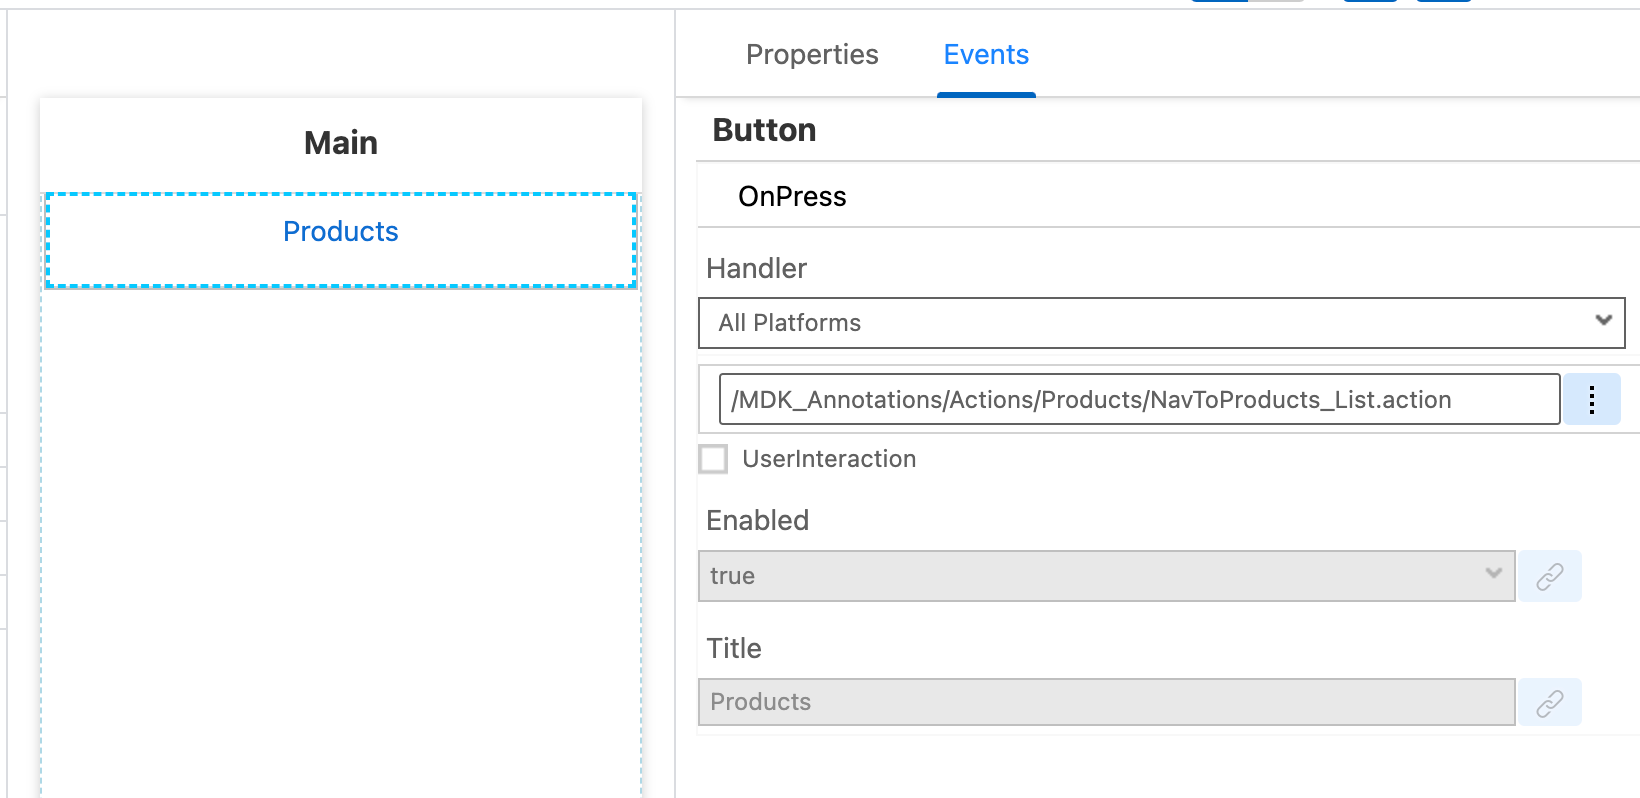 Main
Products
Properties Events
Button
OnPress
Handler
All Platforms
/MDK_Annotations/Actions/Products/NavToProducts_List.action
UserInteraction
Enabled
true
Title
Products